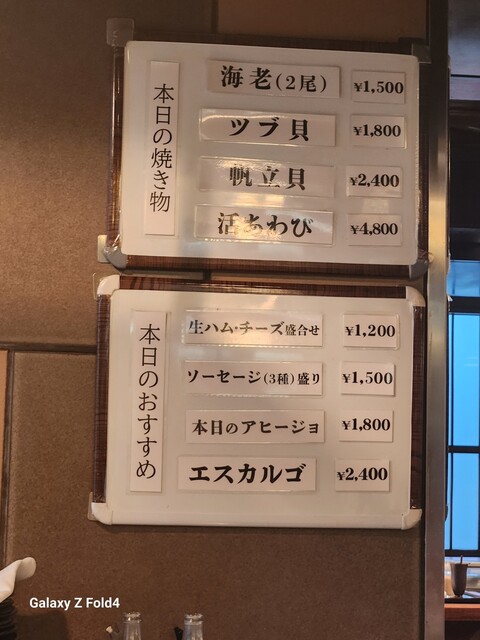 本日の焼き物
海老(2尾) ¥1,500
ツブ貝 ¥1,800
帆立貝 ¥2,400
活あわび ¥4,800
本日のおすすめ
生ハム・チーズ盛合せ ¥1,200
ソーセージ(3種)盛り ¥1,500
本日のアヒージョ ¥1,800
エスカルゴ ¥2,400
Galaxy Z Fold4